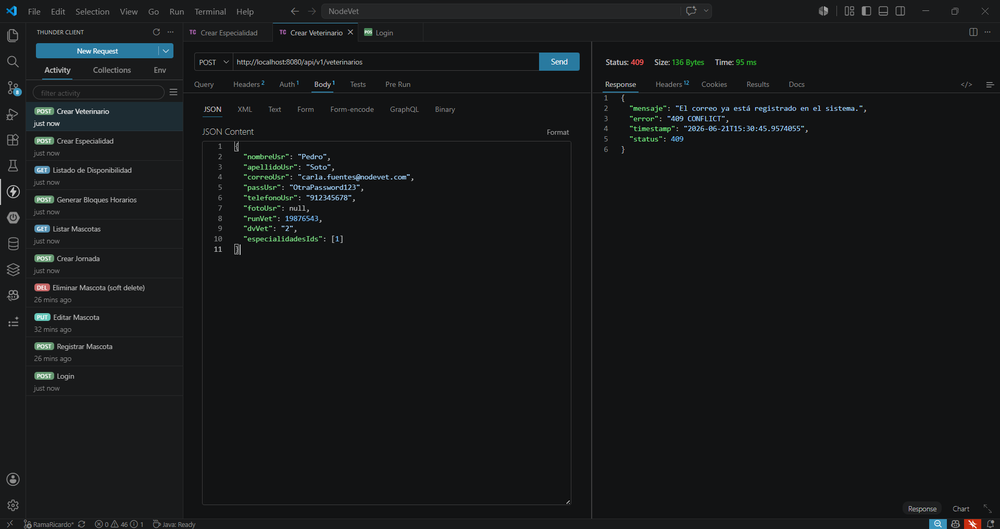 File Edit Selection View Go Run Terminal Help
NodeVet
THUNDER CLIENT
New Request
Activity Collections Env
filter activity
POST Crear Veterinario
just now
POST Crear Especialidad
just now
GET Listado de Disponibilidad
just now
POST Generar Bloques Horarios
just now
GET Listar Mascotas
just now
POST Crear Jornada
just now
DEL Eliminar Mascota (soft delete)
26 mins ago
PUT Editar Mascota
32 mins ago
POST Registrar Mascota
26 mins ago
POST Login
just now
8
TC Crear Especialidad
TC Crear Veterinario
POS Login
POST http://localhost:8080/api/v1/veterinarios Send
Query Headers 2 Auth 1 Body 1 Tests Pre Run
JSON XML Text Form Form-encode GraphQL Binary
JSON Content Format
1 {
2 "nombreUsr": "Pedro",
3 "apellidoUsr": "Soto",
4 "correoUsr": "carla.fuentes@nodevet.com",
5 "passUsr": "OtraPassword123",
6 "telefonoUsr": "912345678",
7 "fotoUsr": null,
8 "runVet": 19876543,
9 "dvVet": "2",
10 "especialidadesIds": [1]
11 }
Status: 409 Size: 136 Bytes Time: 95 ms
Response Headers 12 Cookies Results Docs
1 {
2 "mensaje": "El correo ya está registrado en el sistema.",
3 "error": "409 CONFLICT",
4 "timestamp": "2026-06-21T15:30:45.9574055",
5 "status": 409
6 }
Response Chart
RamaRicardo* 0 46 1 Java: Ready